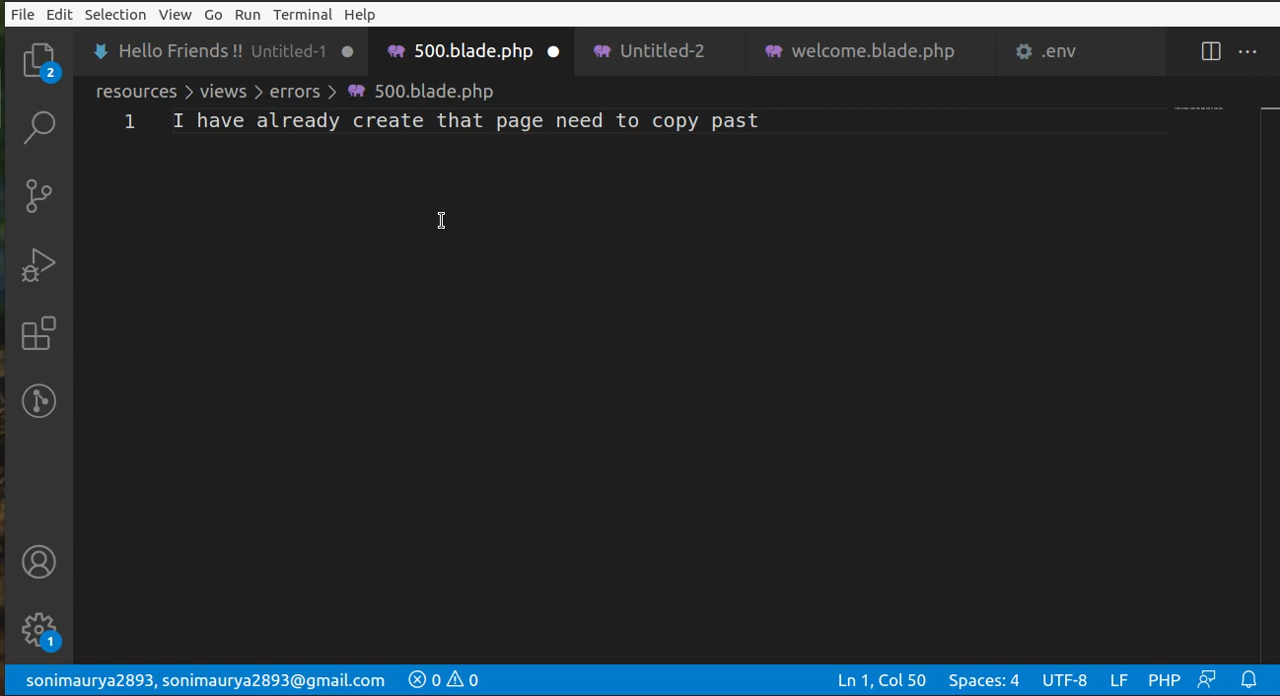 File Edit Selection View Go Run Terminal Help
2
Hello Friends !! Untitled-1
500.blade.php
Untitled-2
welcome.blade.php
.env
resources views errors 500.blade.php
1 I have already create that page need to copy past
1
sonimaurya2893, sonimaurya2893@gmail.com 0 0 Ln 1, Col 50 Spaces: 4 UTF-8 LF PHP